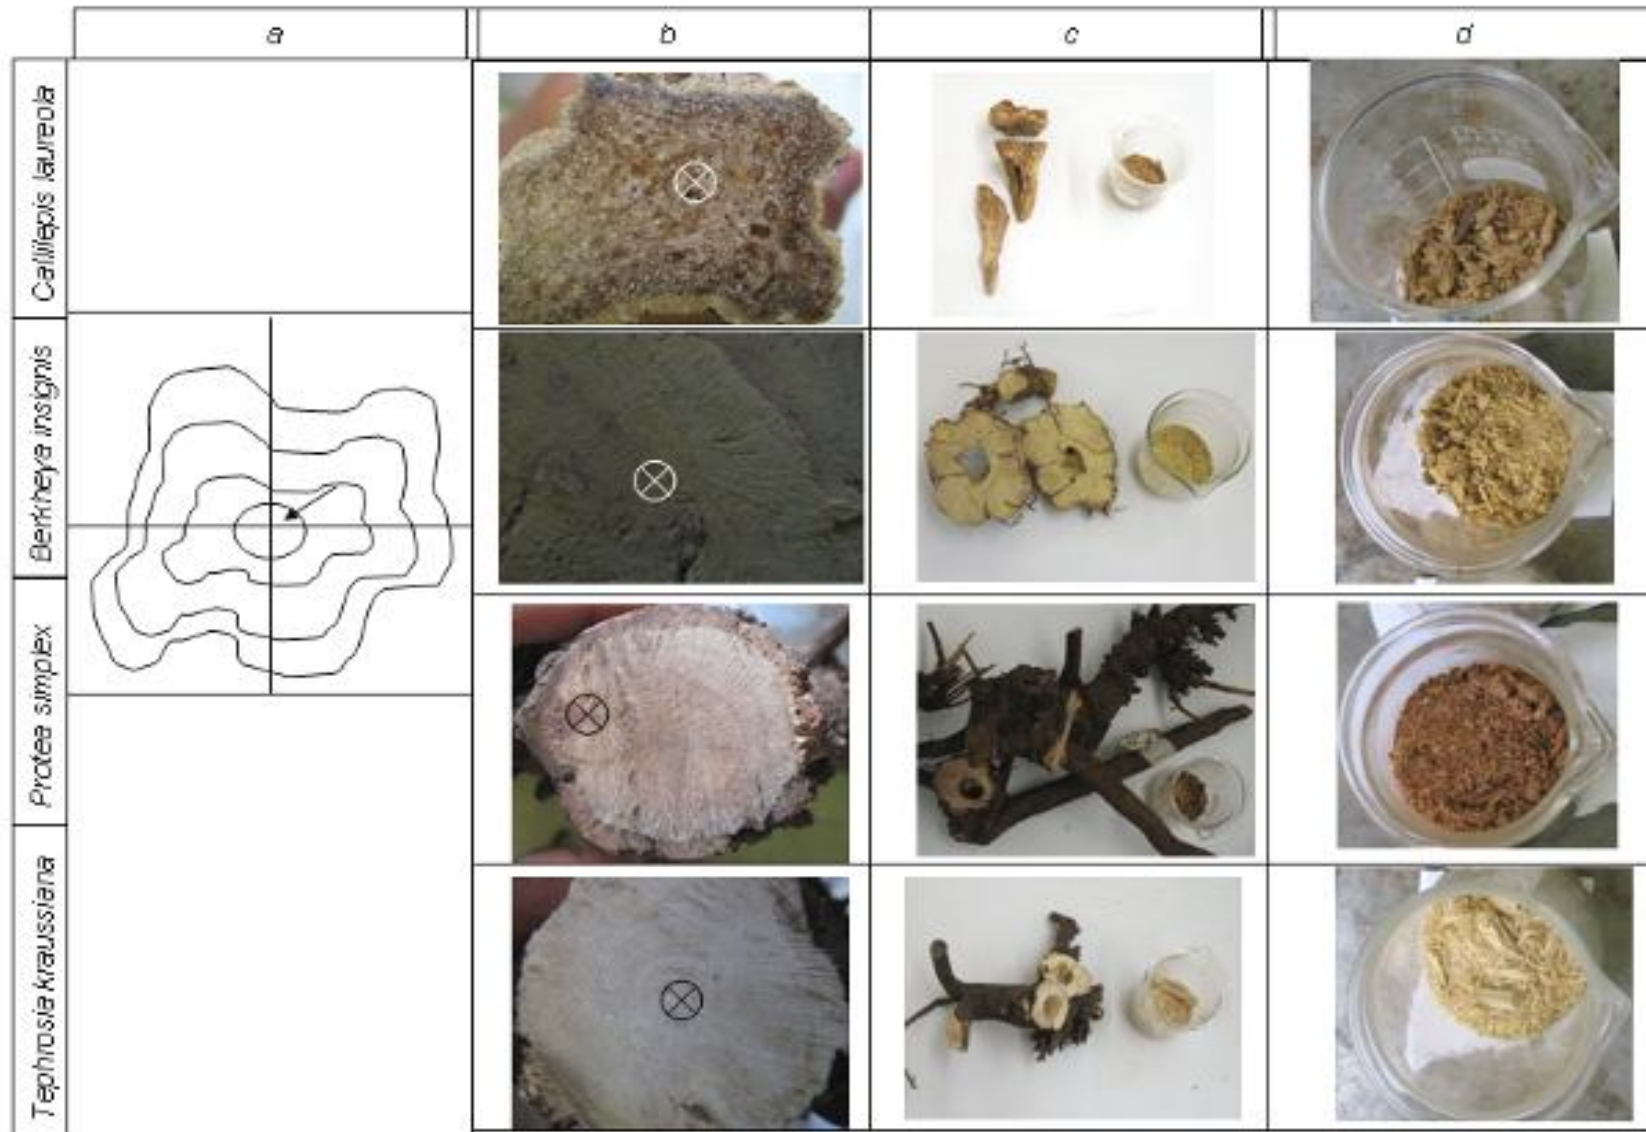 a
b
c
d
Callilepis laureola
Berkheya insignis
Protea simplex
Tephrosia kraussiana